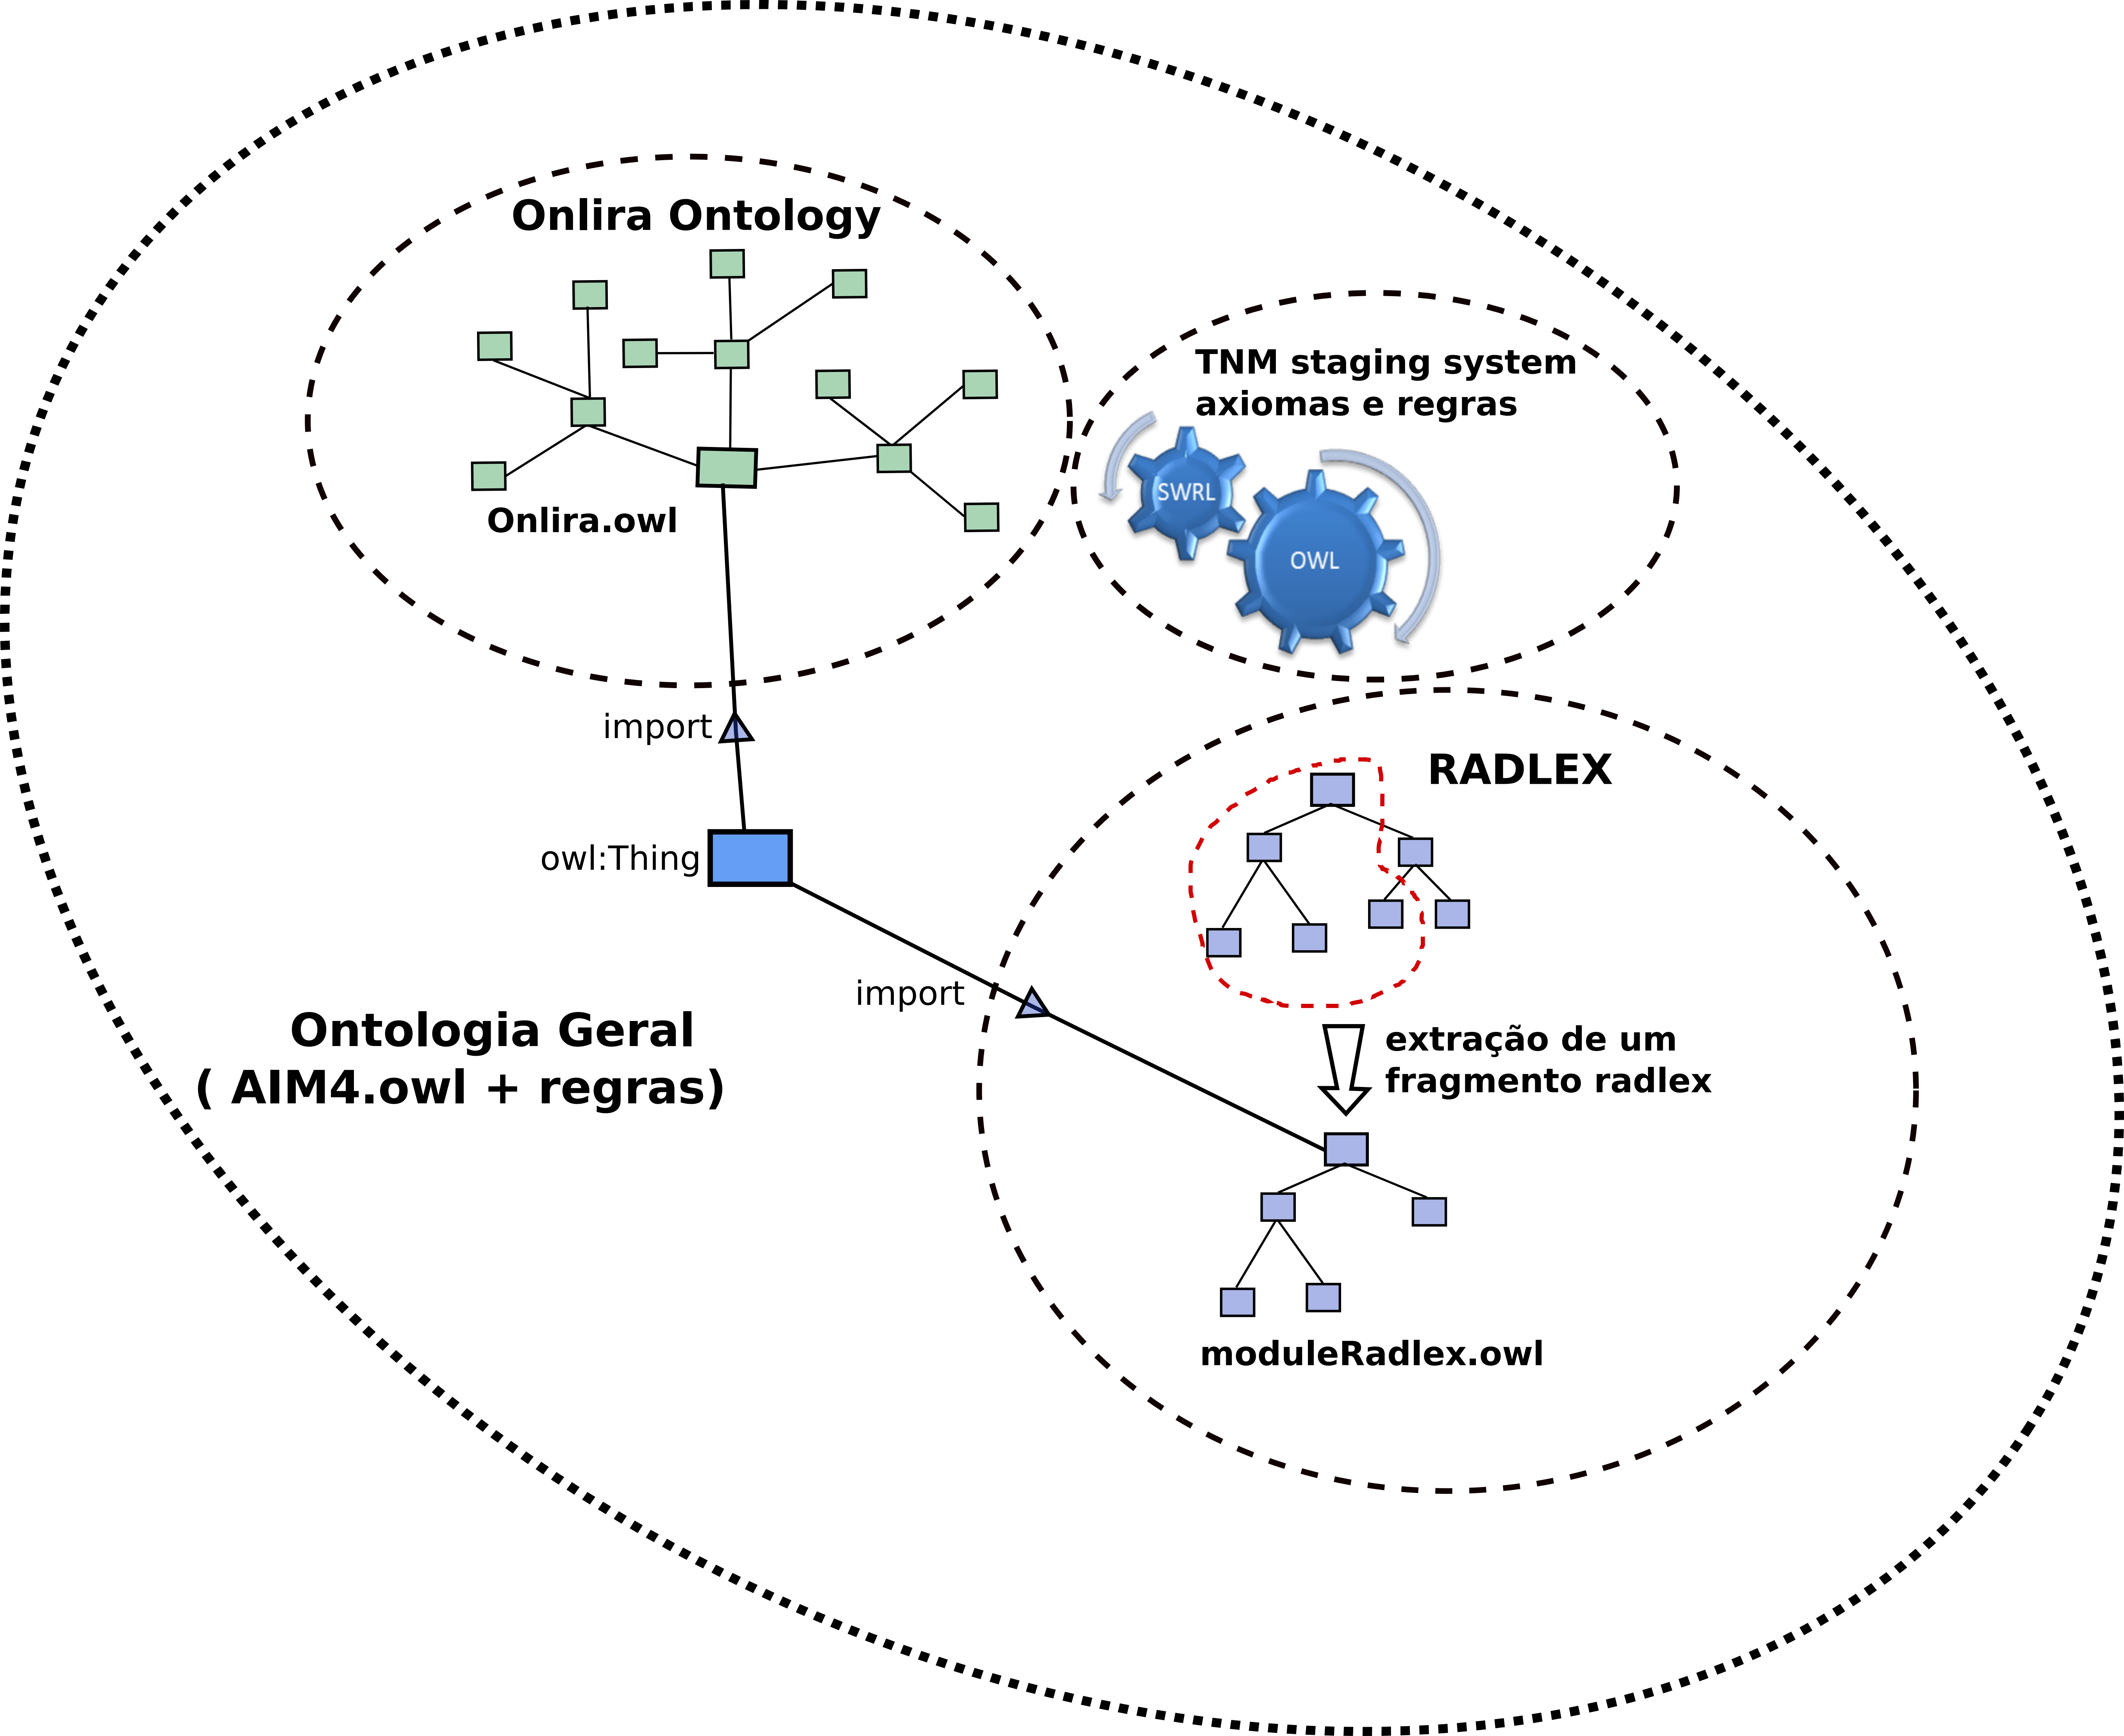 Onlira Ontology
Onlira.owl
TNM staging system
axiomas e regras
SWRL
OWL
import
owl:Thing
import
RADLEX
extração de um
fragmento radlex
moduleRadlex.owl
Ontologia Geral
( AIM4.owl + regras)